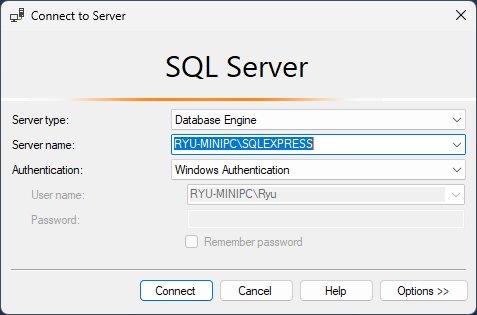 Connect to Server
SQL Server
Server type: Database Engine
Server name: RYU-MINIPC\SQLEXPRESS
Authentication: Windows Authentication
User name: RYU-MINIPC\Ryu
Password:
Remember password
Connect Cancel Help Options >>